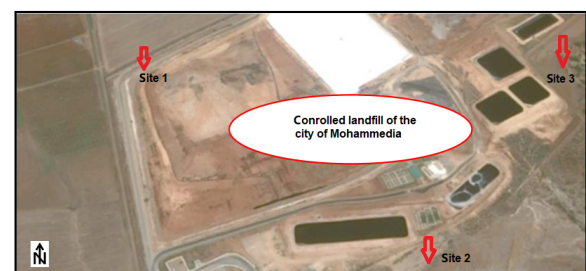 Site 1
Site 3
Conrolled landfill of the
city of Mohammedia
Site 2
N